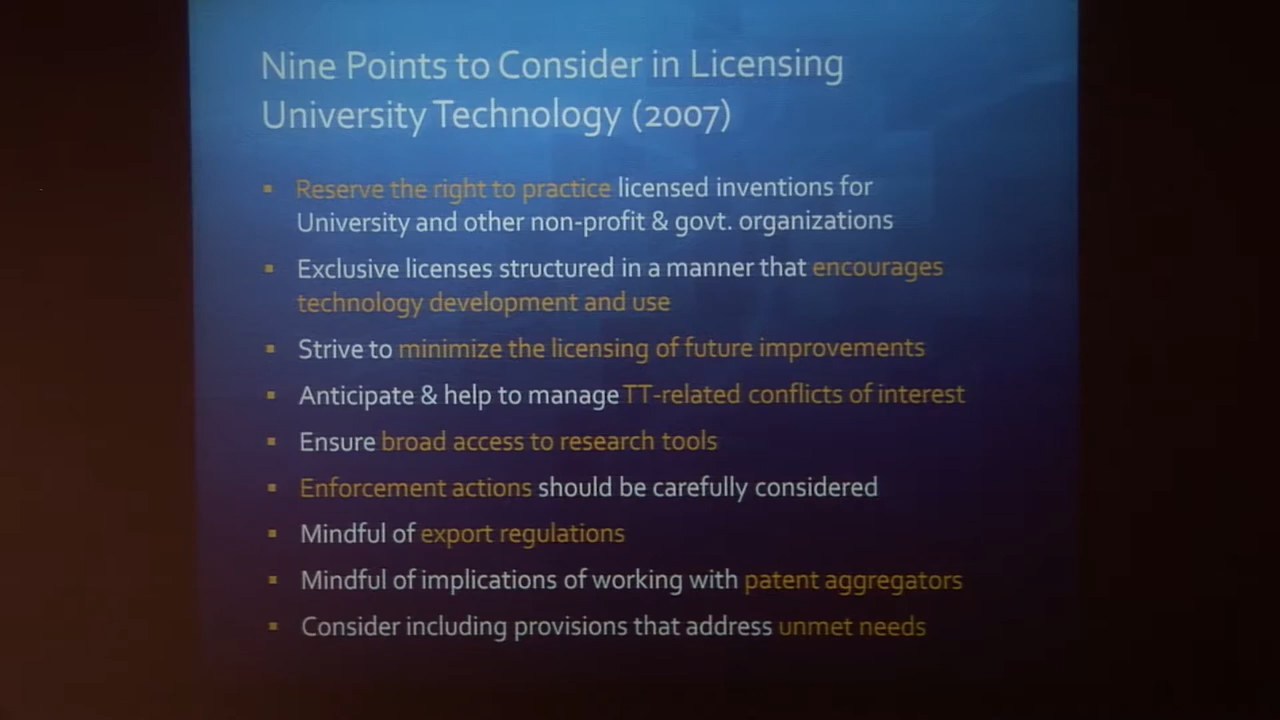 Nine Points to Consider in Licensing
University Technology (2007)
▪ Reserve the right to practice licensed inventions for
University and other non-profit & govt. organizations
▪ Exclusive licenses structured in a manner that encourages
technology development and use
▪ Strive to minimize the licensing of future improvements
▪ Anticipate & help to manage TT-related conflicts of interest
▪ Ensure broad access to research tools
▪ Enforcement actions should be carefully considered
▪ Mindful of export regulations
▪ Mindful of implications of working with patent aggregators
▪ Consider including provisions that address unmet needs